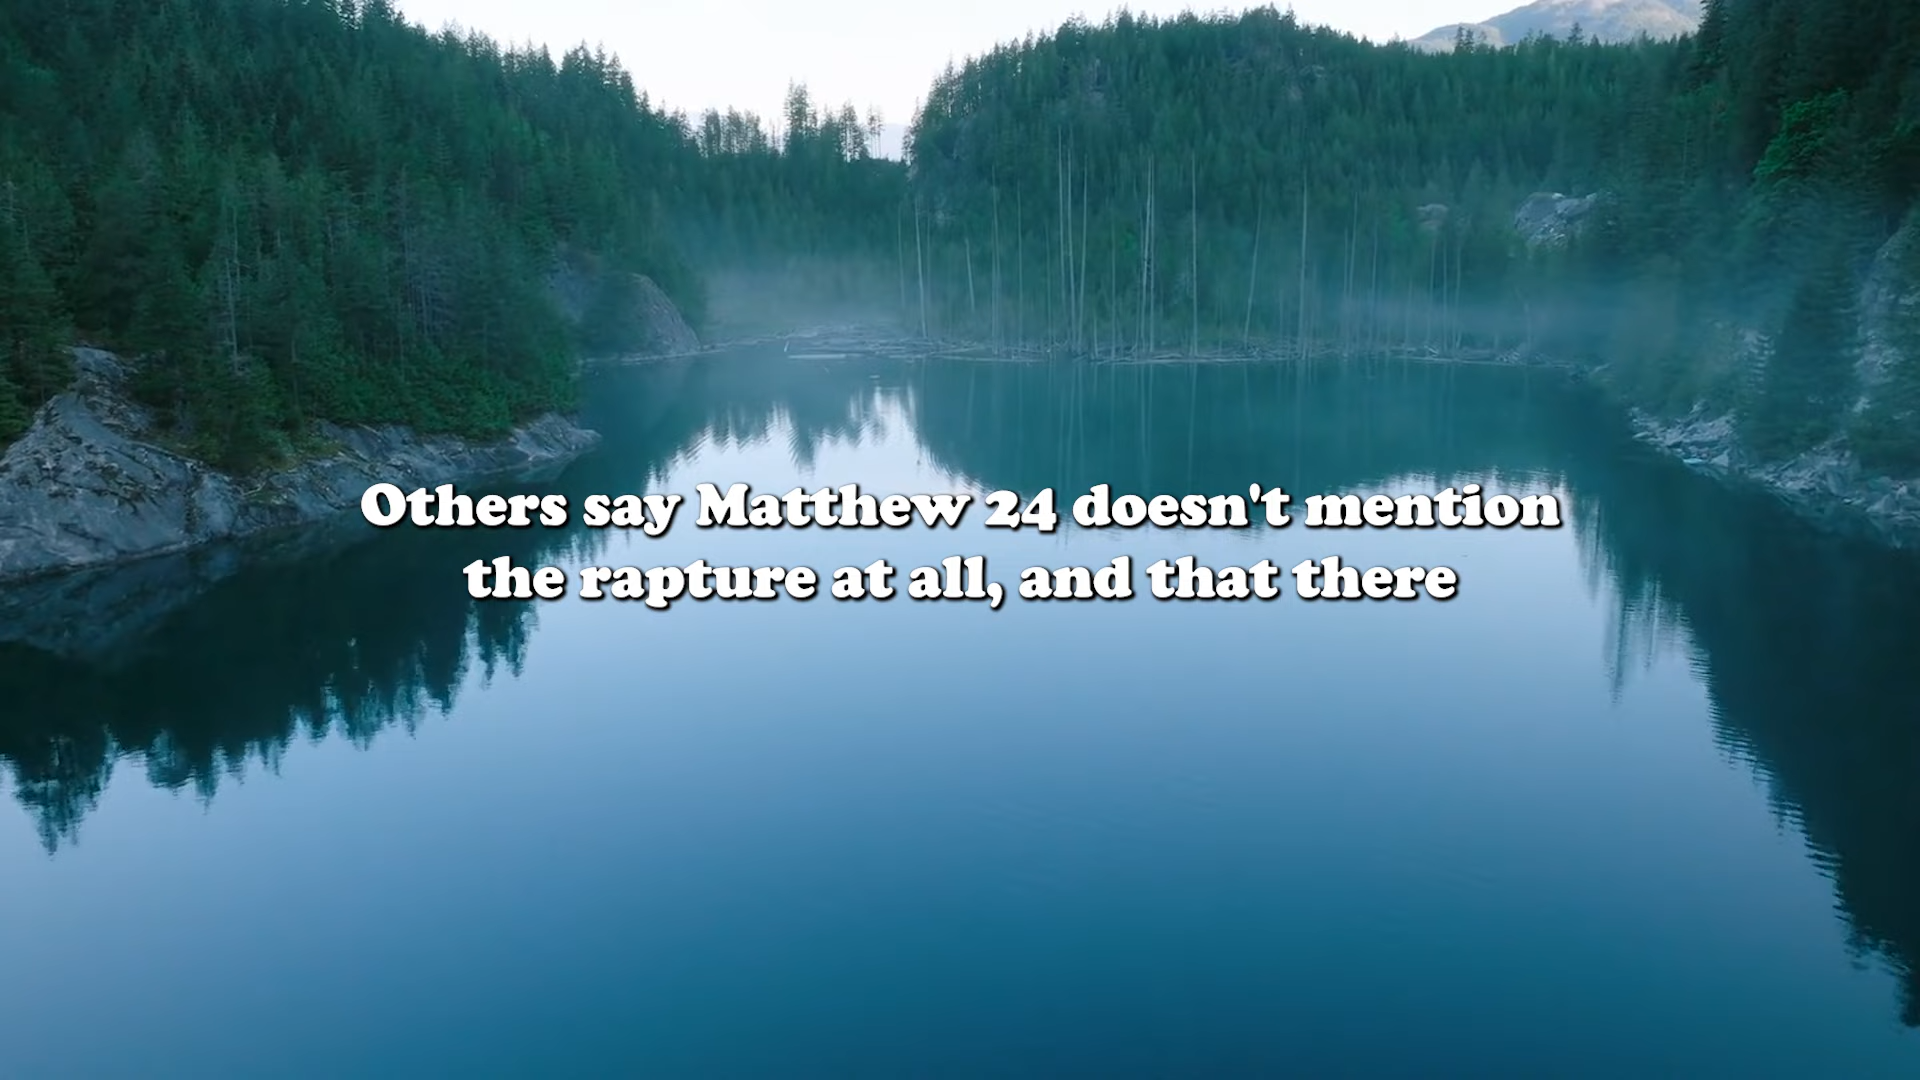 Others say Matthew 24 doesn't mention
the rapture at all, and that there